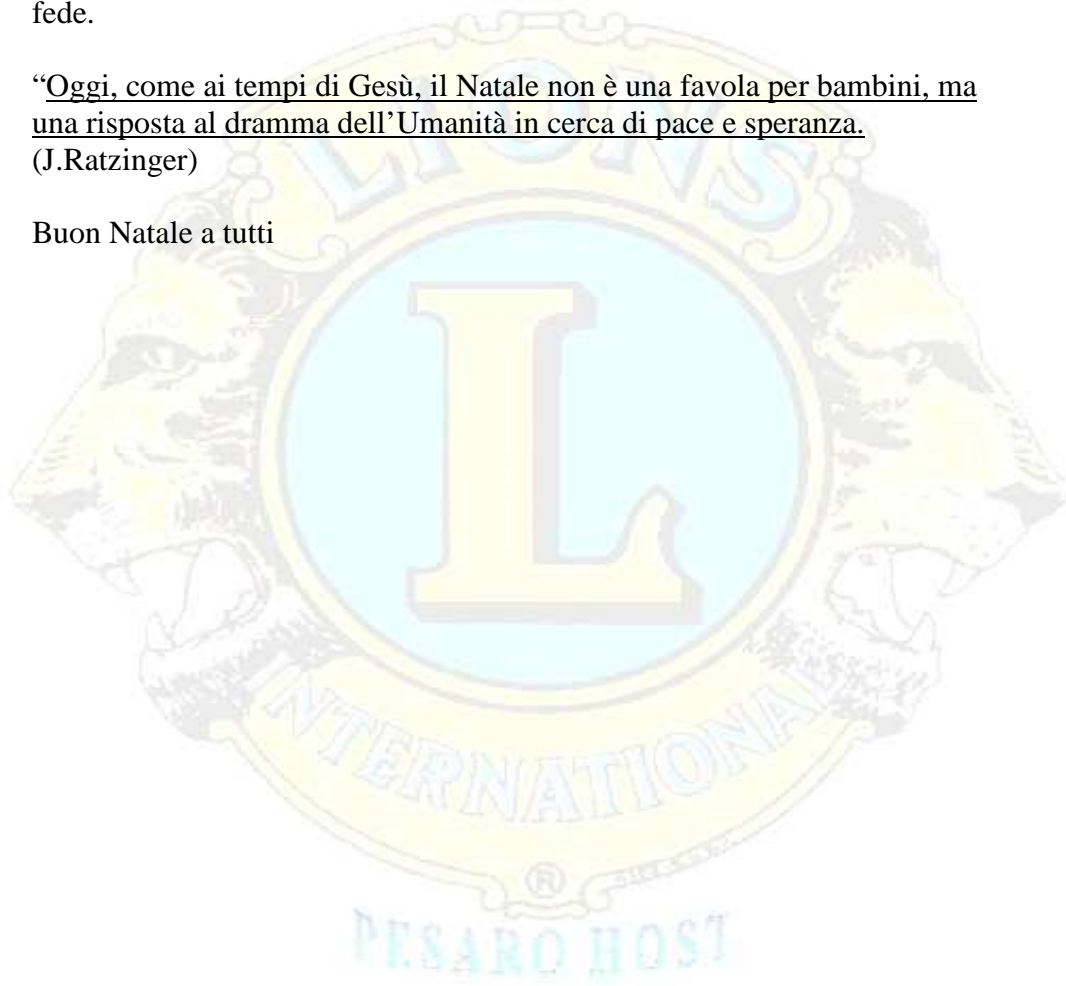 fede.
“Oggi, come ai tempi di Gesù, il Natale non è una favola per bambini, ma
una risposta al dramma dell’Umanità in cerca di pace e speranza.
(J.Ratzinger)
Buon Natale a tutti
LIONS
L
INTERNATIONAL
®
PESARO HOST